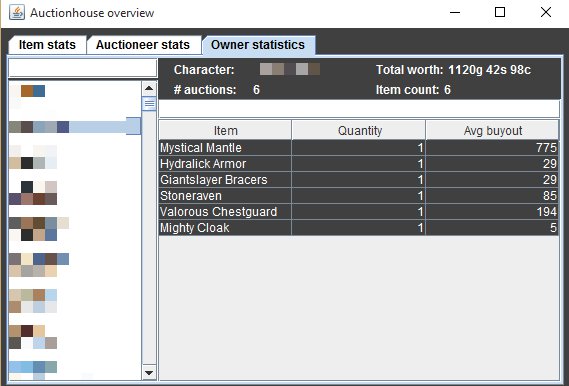 Auctionhouse overview
Item stats Auctioneer stats Owner statistics
Character: Total worth: 1120g 42s 98c
# auctions: 6 Item count: 6
Item Quantity Avg buyout
Mystical Mantle 1 775
Hydralick Armor 1 29
Giantslayer Bracers 1 29
Stoneraven 1 85
Valorous Chestguard 1 194
Mighty Cloak 1 5